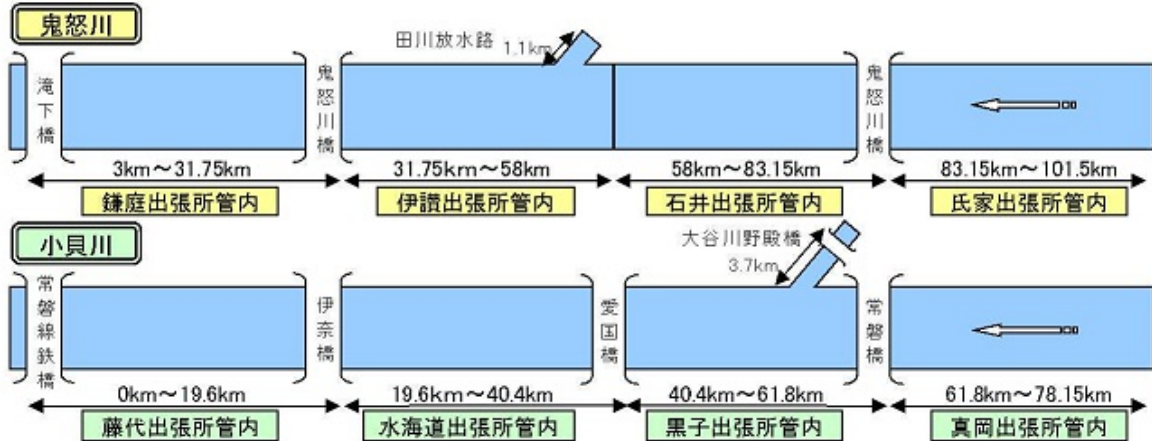 鬼怒川
田川放水路
1.1km
滝下橋
鬼怒川橋
鬼怒川橋
3km～31.75km
31.75km～58km
58km～83.15km
83.15km～101.5km
鎌庭出張所管内
伊讃出張所管内
石井出張所管内
氏家出張所管内
小貝川
大谷川野殿橋
3.7km
常磐線鉄橋
伊奈橋
愛国橋
常磐橋
0km～19.6km
19.6km～40.4km
40.4km～61.8km
61.8km～78.15km
藤代出張所管内
水海道出張所管内
黒子出張所管内
真岡出張所管内